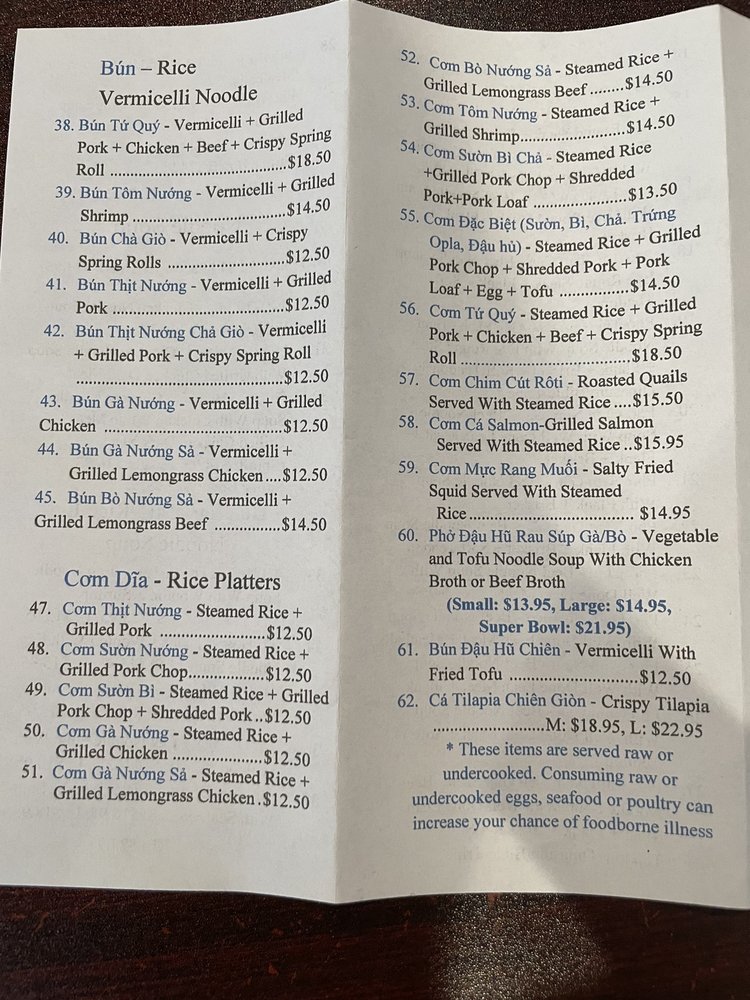 Bún – Rice
Vermicelli Noodle
38. Bún Tứ Quý - Vermicelli + Grilled
Pork + Chicken + Beef + Crispy Spring
Roll ..................................$18.50
39. Bún Tôm Nướng - Vermicelli + Grilled
Shrimp .............................$14.50
40. Bún Chà Giò - Vermicelli + Crispy
Spring Rolls ......................$12.50
41. Bún Thịt Nướng - Vermicelli + Grilled
Pork .................................$12.50
42. Bún Thịt Nướng Chả Giò - Vermicelli
+ Grilled Pork + Crispy Spring Roll
.......................................$12.50
43. Bún Gà Nướng - Vermicelli + Grilled
Chicken ..................................$12.50
44. Bún Gà Nướng Sả - Vermicelli +
Grilled Lemongrass Chicken....$12.50
45. Bún Bò Nướng Sả - Vermicelli +
Grilled Lemongrass Beef .............$14.50
Cơm Dĩa - Rice Platters
47. Cơm Thịt Nướng - Steamed Rice +
Grilled Pork ........................$12.50
48. Cơm Sườn Nướng - Steamed Rice +
Grilled Pork Chop.................$12.50
49. Cơm Sườn Bì - Steamed Rice + Grilled
Pork Chop + Shredded Pork..$12.50
50. Cơm Gà Nướng - Steamed Rice +
Grilled Chicken ....................$12.50
51. Cơm Gà Nướng Sả - Steamed Rice +
Grilled Lemongrass Chicken.$12.50
52. Cơm Bò Nướng Sả - Steamed Rice +
Grilled Lemongrass Beef ........$14.50
53. Cơm Tôm Nướng - Steamed Rice +
Grilled Shrimp.......................$14.50
54. Cơm Sườn Bì Chả - Steamed Rice
+Grilled Pork Chop + Shredded
Pork+Pork Loaf .....................$13.50
55. Cơm Đặc Biệt (Sườn, Bì, Chả. Trứng
Opla, Đậu hủ) - Steamed Rice + Grilled
Pork Chop + Shredded Pork + Pork
Loaf + Egg + Tofu ...............$14.50
56. Cơm Tứ Quý - Steamed Rice + Grilled
Pork + Chicken + Beef + Crispy Spring
Roll ....................................$18.50
57. Cơm Chim Cút Rôti - Roasted Quails
Served With Steamed Rice ....$15.50
58. Cơm Cá Salmon-Grilled Salmon
Served With Steamed Rice ..$15.95
59. Cơm Mực Rang Muối - Salty Fried
Squid Served With Steamed
Rice................................... $14.95
60. Phở Đậu Hũ Rau Súp Gà/Bò - Vegetable
and Tofu Noodle Soup With Chicken
Broth or Beef Broth
(Small: $13.95, Large: $14.95,
Super Bowl: $21.95)
61. Bún Đậu Hũ Chiên - Vermicelli With
Fried Tofu ...........................$12.50
62. Cá Tilapia Chiên Giòn - Crispy Tilapia
........................M: $18.95, L: $22.95
* These items are served raw or
undercooked. Consuming raw or
undercooked eggs, seafood or poultry can
increase your chance of foodborne illness